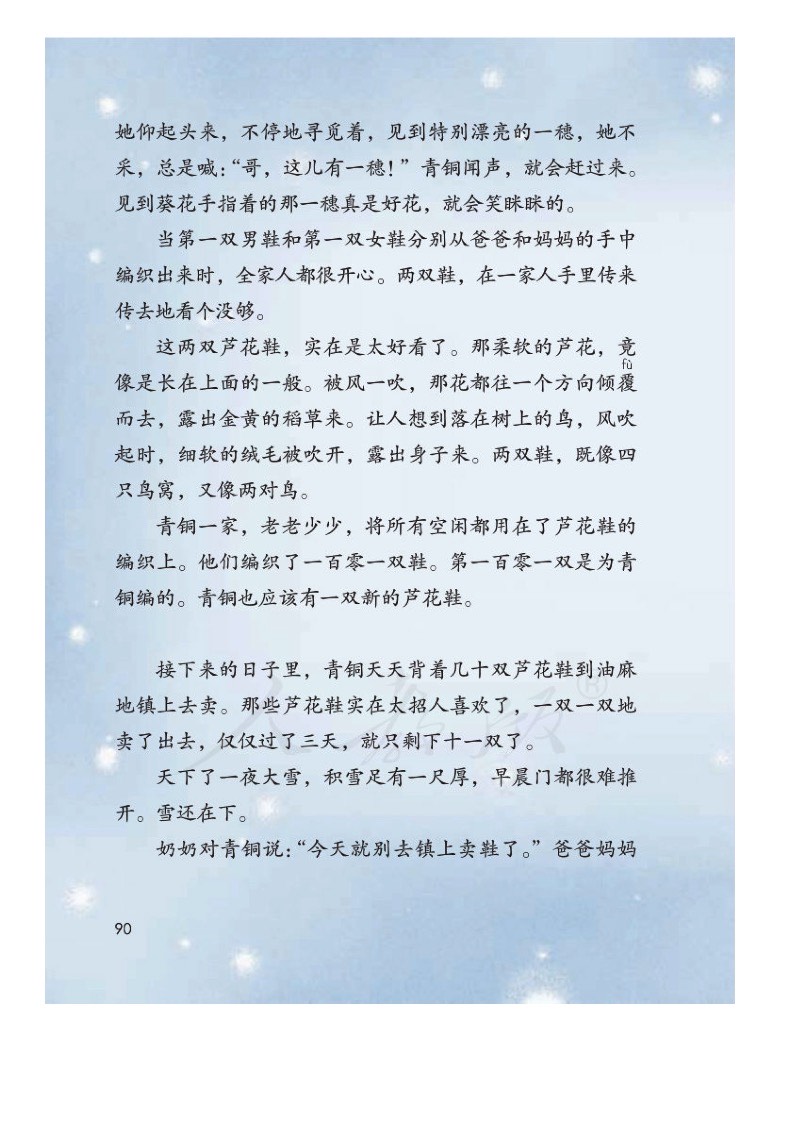 她仰起头来，不停地寻觅着，见到特别漂亮的一穗，她不
采，总是喊：“哥，这儿有一穗！”青铜闻声，就会赶过来。
见到葵花手指着的那一穗真是好花，就会笑眯眯的。
当第一双男鞋和第一双女鞋分别从爸爸和妈妈的手中
编织出来时，全家人都很开心。两双鞋，在一家人手里传来
传去地看个没够。
这两双芦花鞋，实在是太好看了。那柔软的芦花，竟
fù
像是长在上面的一般。被风一吹，那花都往一个方向倾覆
而去，露出金黄的稻草来。让人想到落在树上的鸟，风吹
起时，细软的绒毛被吹开，露出身子来。两双鞋，既像四
只鸟窝，又像两对鸟。
青铜一家，老老少少，将所有空闲都用在了芦花鞋的
编织上。他们编织了一百零一双鞋。第一百零一双是为青
铜编的。青铜也应该有一双新的芦花鞋。
接下来的日子里，青铜天天背着几十双芦花鞋到油麻
地镇上去卖。那些芦花鞋实在太招人喜欢了，一双一双地
卖了出去，仅仅过了三天，就只剩下十一双了。
人教版®
天下了一夜大雪，积雪足有一尺厚，早晨门都很难推
开。雪还在下。
奶奶对青铜说：“今天就别去镇上卖鞋了。”爸爸妈妈
90